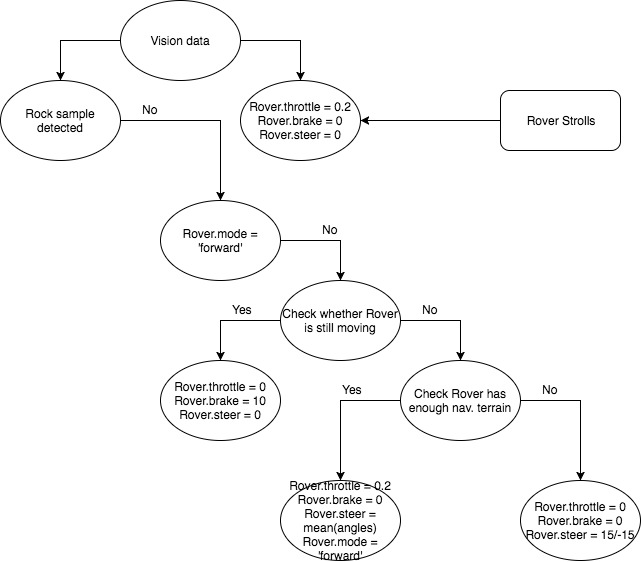 Vision data
Rock sample
detected
No
Rover.throttle = 0.2
Rover.brake = 0
Rover.steer = 0
Rover Strolls
Rover.mode =
'forward'
No
Check whether Rover
is still moving
Yes
No
Rover.throttle = 0
Rover.brake = 10
Rover.steer = 0
Check Rover has
enough nav. terrain
Yes
No
Rover.throttle = 0.2
Rover.brake = 0
Rover.steer =
mean(angles)
Rover.mode =
'forward'
Rover.throttle = 0
Rover.brake = 0
Rover.steer = 15/-15